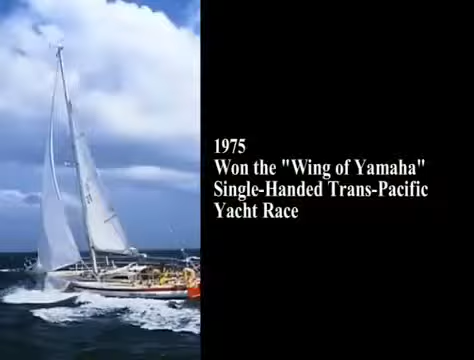 1975
Won the "Wing of Yamaha"
Single-Handed Trans-Pacific
Yacht Race